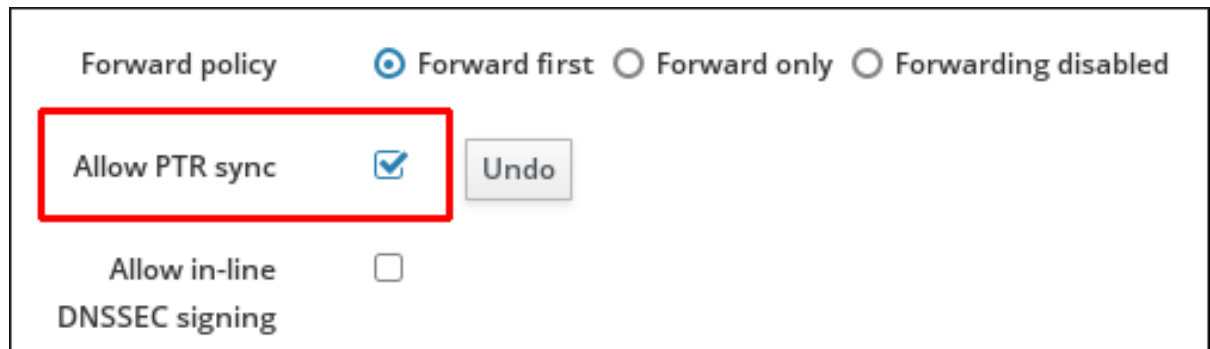 Forward policy Forward first Forward only Forwarding disabled
Allow PTR sync Undo
Allow in-line
DNSSEC signing